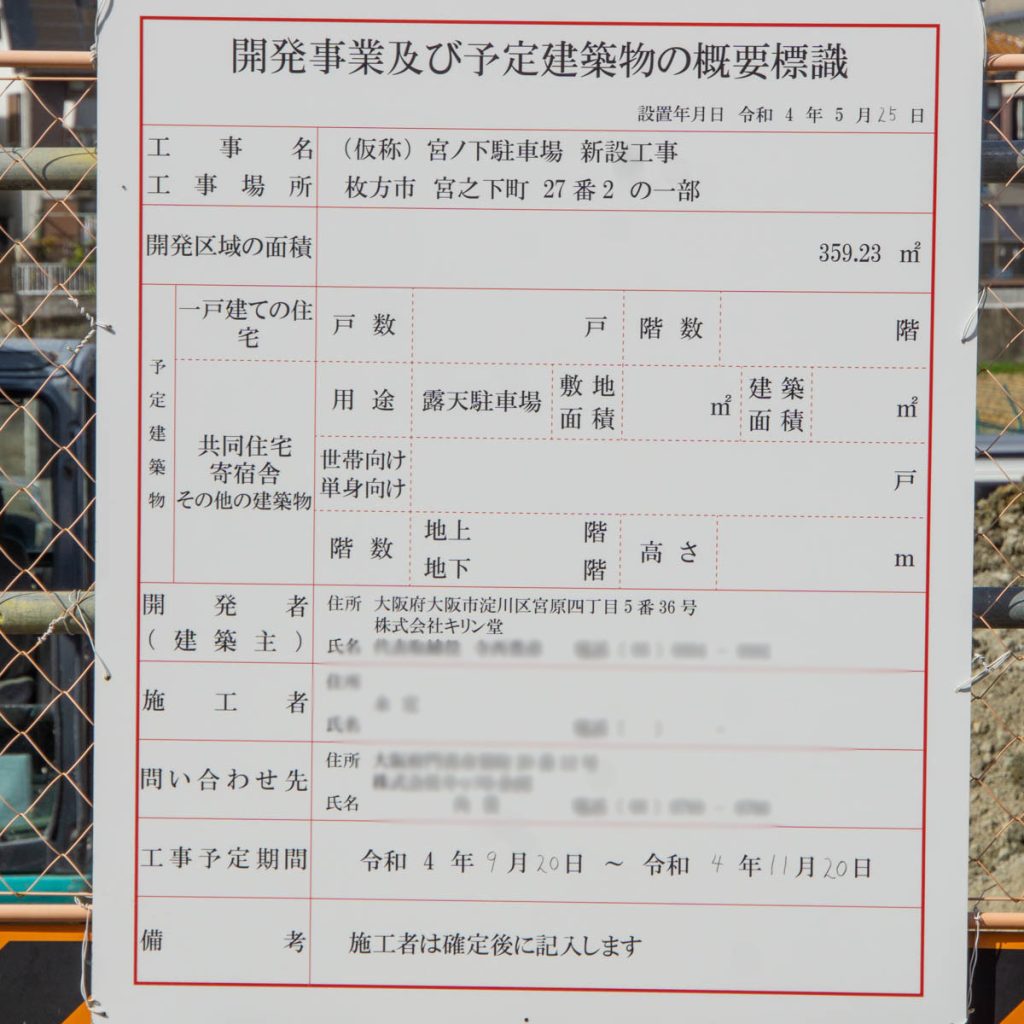 開発事業及び予定建築物の概要標識
設置年月日 令和 4 年 5 月 25 日
工事名 (仮称)宮ノ下駐車場 新設工事
工事場所 枚方市 宮之下町 27番2 の一部
開発区域の面積 359.23 ㎡
予定建築物
一戸建ての住宅 戸数 戸 階数 階
共同住宅
寄宿舎
その他の建築物
用途 露天駐車場 敷地面積 ㎡ 建築面積 ㎡
世帯向け
単身向け 戸
階数 地上 階
地下 階
高さ m
開発者
(建築主)
住所 大阪府大阪市淀川区宮原四丁目5番36号
株式会社キリン堂
氏名
施工者
住所
氏名
問い合わせ先
住所
氏名
工事予定期間 令和 4 年 9 月 20 日 ~ 令和 4 年 11 月 20 日
備考 施工者は確定後に記入します